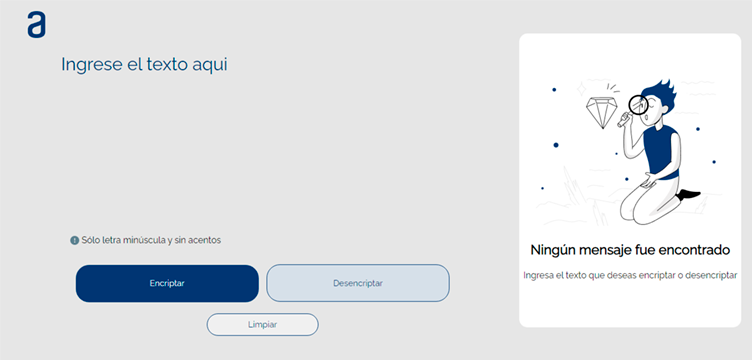 a
Ingrese el texto aqui
Sólo letra minúscula y sin acentos
Encriptar
Desencriptar
Limpiar
Ningún mensaje fue encontrado
Ingresa el texto que deseas encriptar o desencriptar